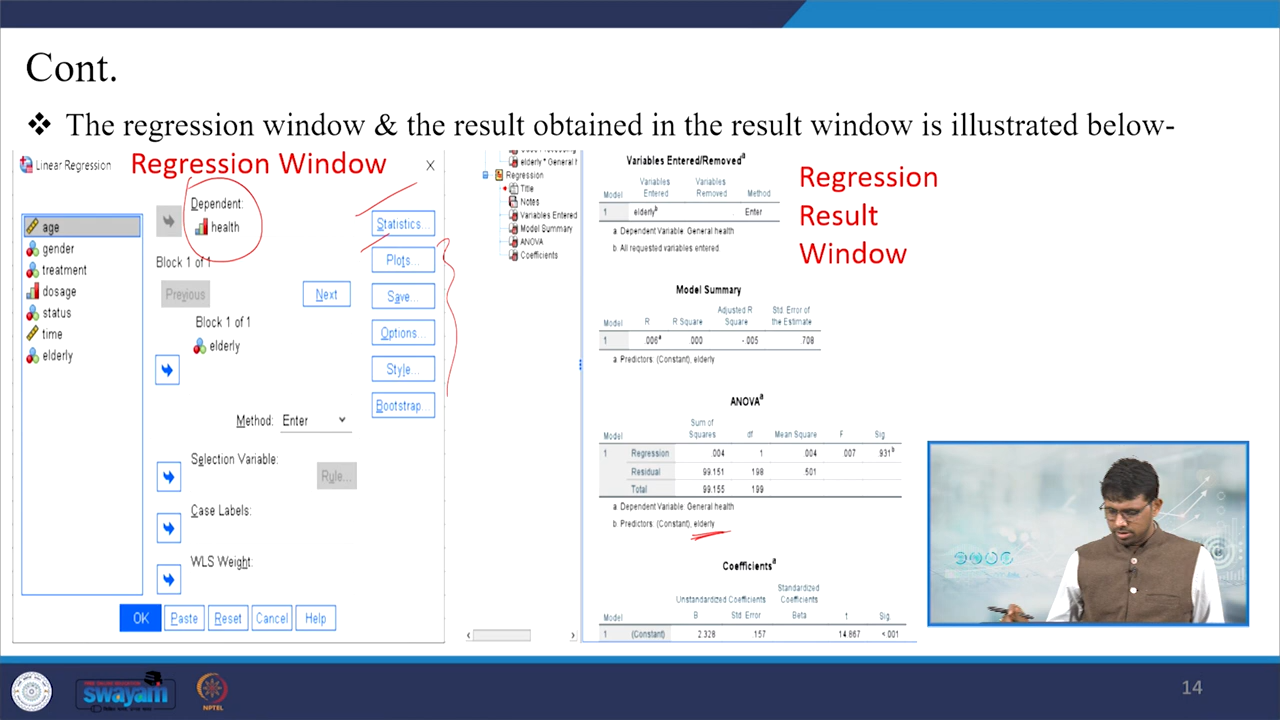 Cont.
❖ The regression window & the result obtained in the result window is illustrated below-
Linear Regression
Regression Window
X
Dependent:
health
age
gender
treatment
dosage
status
time
elderly
Block 1 of 1
Previous
Next
Block 1 of 1
elderly
Method: Enter
Selection Variable:
Rule...
Case Labels:
WLS Weight:
Statistics...
Plots...
Save...
Options...
Style...
Bootstrap...
OK Paste Reset Cancel Help
elderly * General h
Regression
Title
Notes
Variables Entered
Model Summary
ANOVA
Coefficients
Variables Entered/Removedª
Model Variables Entered Variables Removed Method
1 elderlyᵇ . Enter
a Dependent Variable General health
b All requested variables entered.
Model Summary
Model R R Square Adjusted R Square Std. Error of the Estimate
1 .006ª .000 -.005 .708
a Predictors: (Constant), elderly
ANOVAª
Model Sum of Squares df Mean Square F Sig
1 Regression .004 1 .004 .007 .931ᵇ
Residual 99.151 198 .501
Total 99.155 199
a Dependent Variable General health
b Predictors: (Constant), elderly
Coefficientsª
Unstandardized Coefficients Standardized Coefficients
Model B Std. Error Beta t Sig
1 (Constant) 2.328 .157 14.867 <.001
Regression
Result
Window
swayam
NPTEL
14